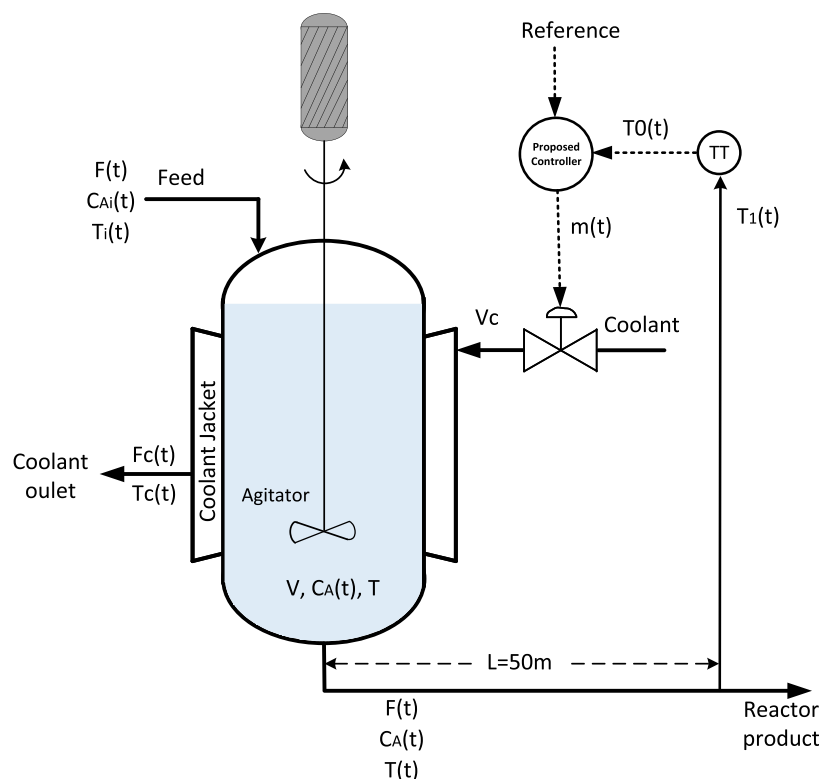 Reference
Proposed
Controller
T0(t)
TT
F(t)
CAi(t)
Ti(t)
Feed
m(t)
T1(t)
Vc
Coolant
Coolant Jacket
Fc(t)
Tc(t)
Coolant
oulet
Agitator
V, CA(t), T
L=50m
F(t)
CA(t)
T(t)
Reactor
product